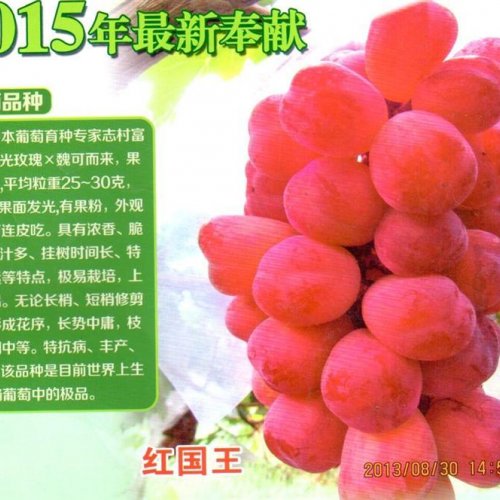 015年最新奉献
品种
本葡萄育种专家志村富
光玫瑰×魏可而来，果
,平均粒重25~30克，
果面发光,有果粉，外观
连皮吃。具有浓香、脆
汁多、挂树时间长、特
等特点，极易栽培，上
。无论长梢、短梢修剪
成花序，长势中庸，枝
中等。特抗病、丰产、
该品种是目前世界上生
葡萄中的极品。
红国王
2013/08/30 14:5